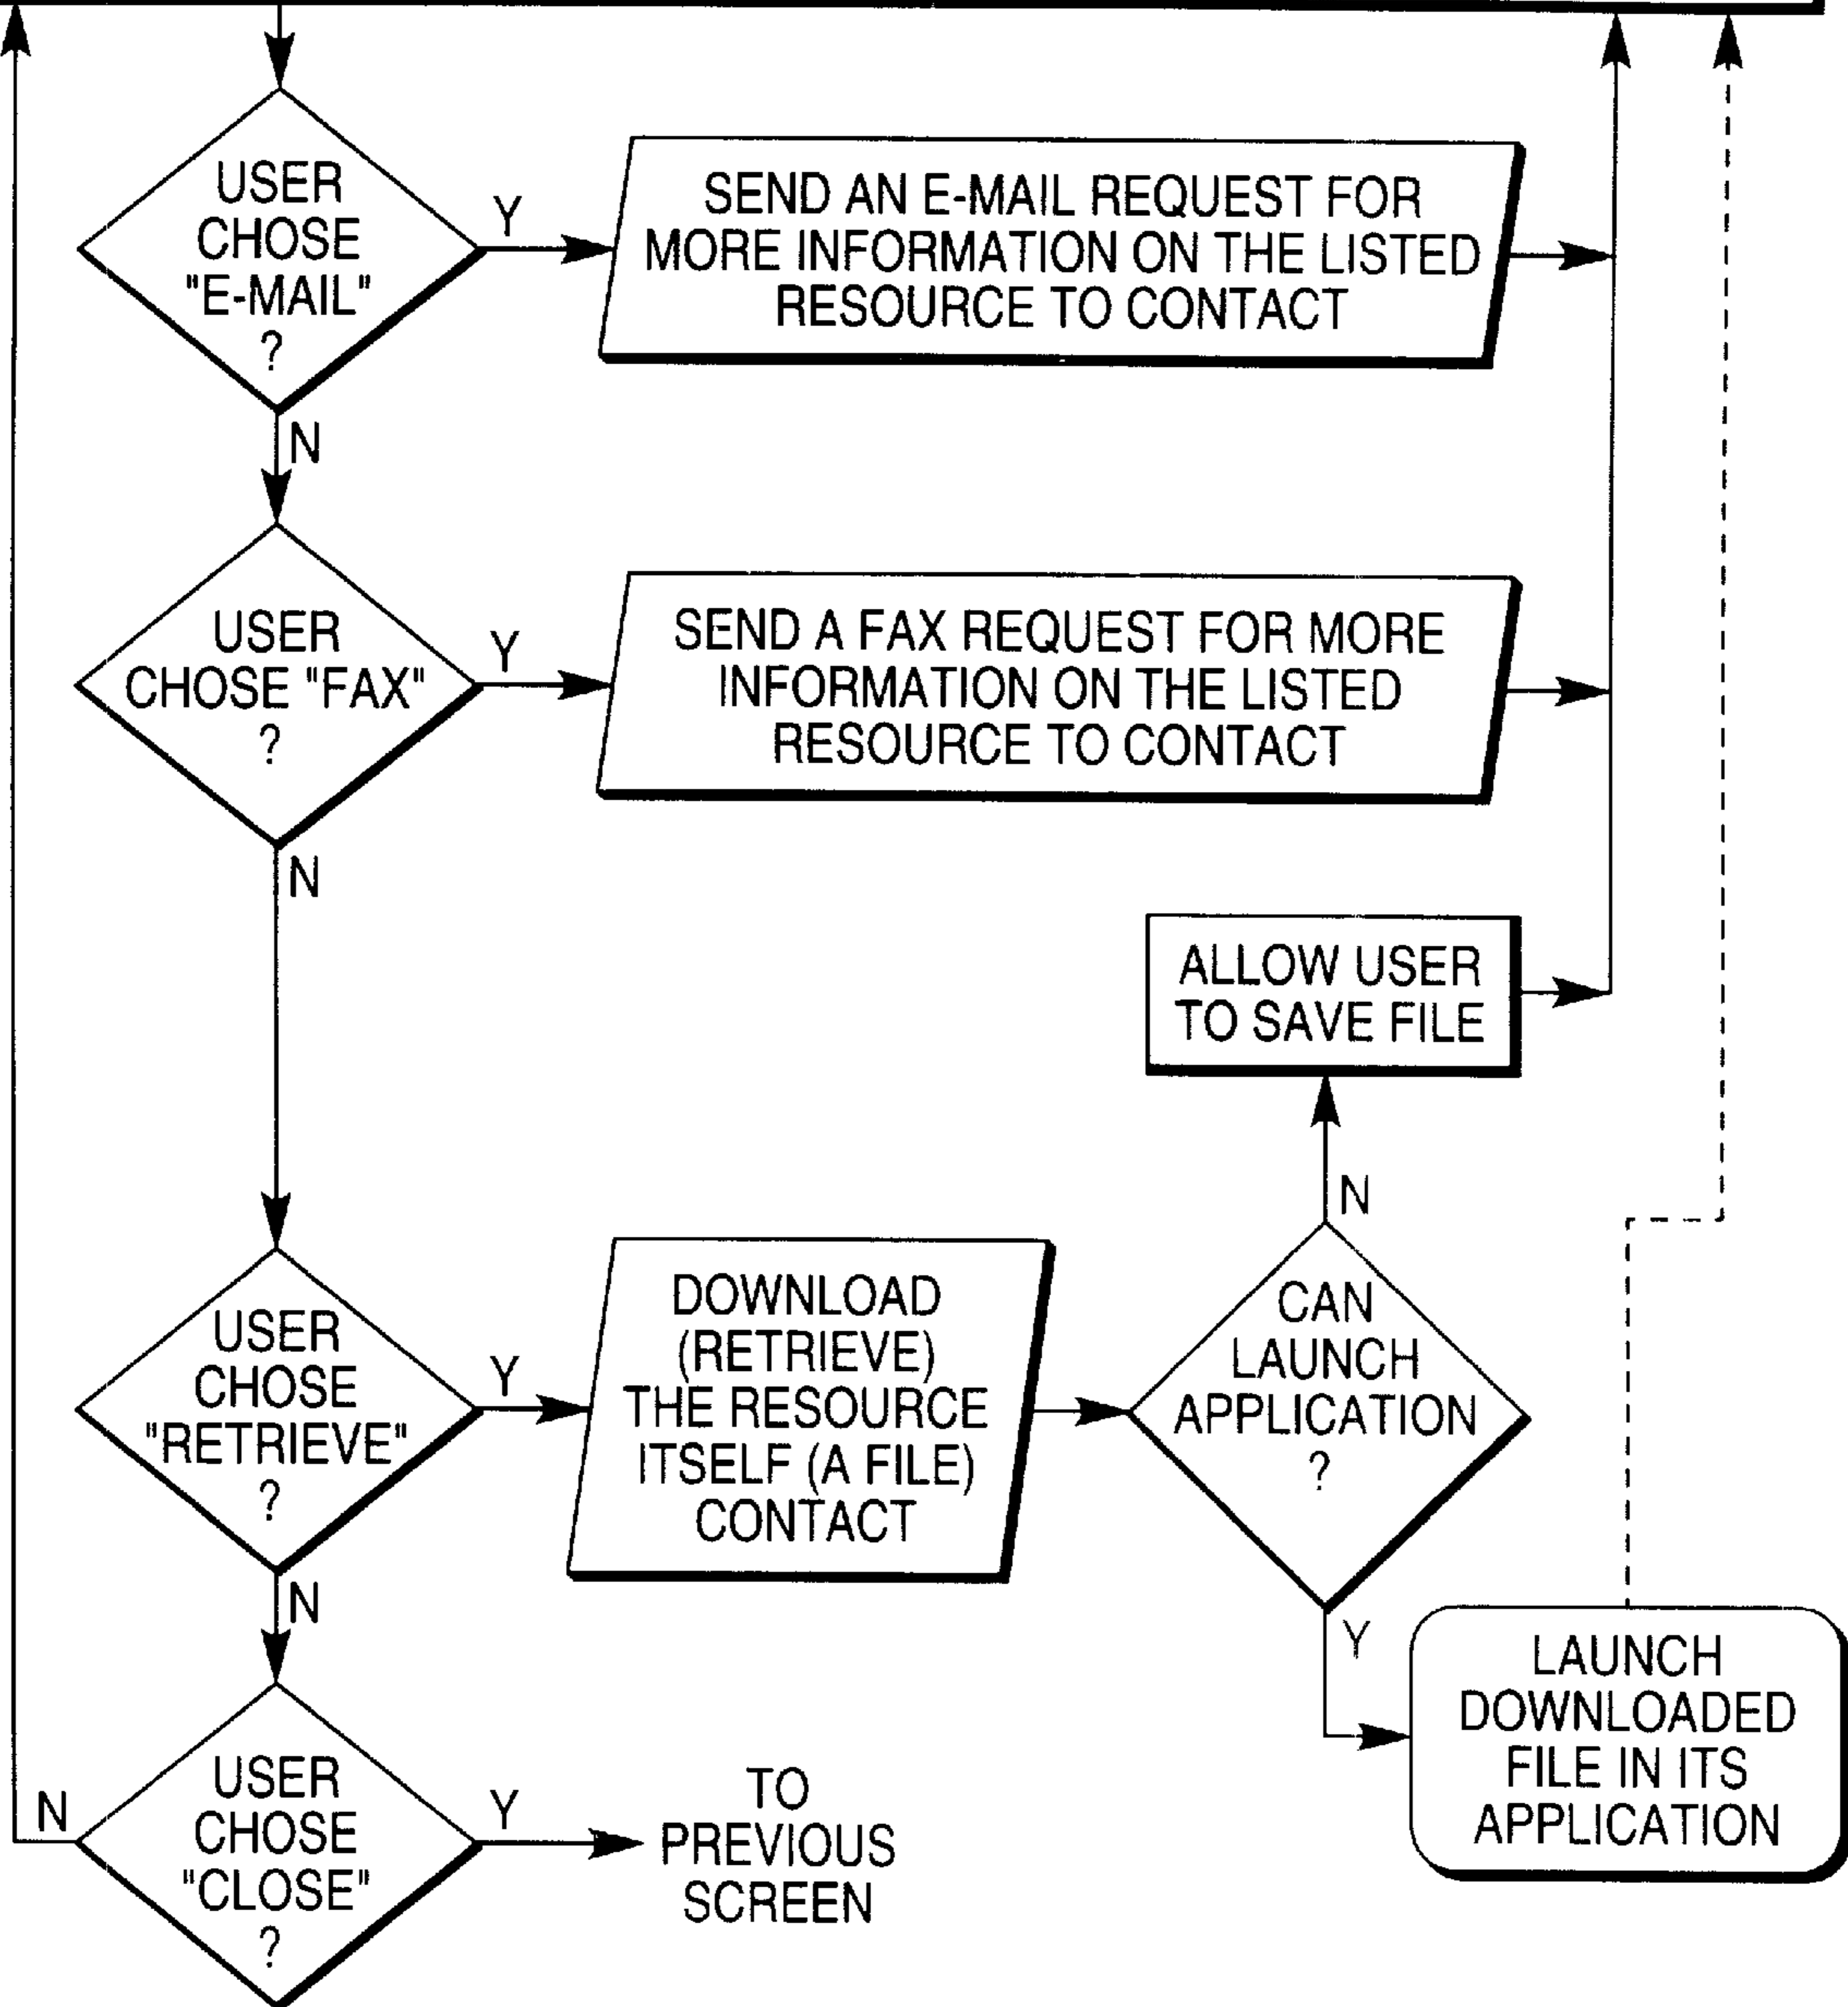 USER
CHOSE
"E-MAIL"
?
Y
SEND AN E-MAIL REQUEST FOR
MORE INFORMATION ON THE LISTED
RESOURCE TO CONTACT
N
USER
CHOSE "FAX"
?
Y
SEND A FAX REQUEST FOR MORE
INFORMATION ON THE LISTED
RESOURCE TO CONTACT
N
ALLOW USER
TO SAVE FILE
N
USER
CHOSE
"RETRIEVE"
?
Y
DOWNLOAD
(RETRIEVE)
THE RESOURCE
ITSELF (A FILE)
CONTACT
CAN
LAUNCH
APPLICATION
?
N
Y
LAUNCH
DOWNLOADED
FILE IN ITS
APPLICATION
USER
CHOSE
"CLOSE"
?
N
Y
TO
PREVIOUS
SCREEN